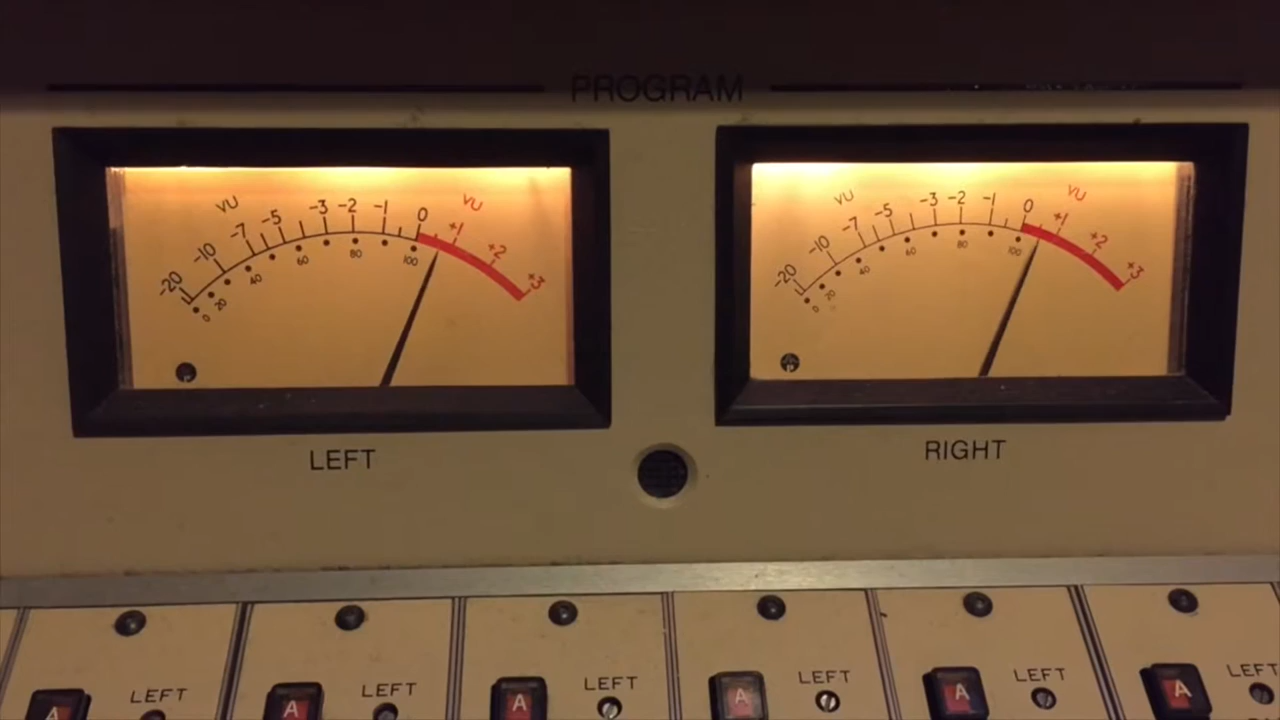 PROGRAM
VU -20 -10 -7 -5 -3 -2 -1 0 +1 +2 +3 VU
0 20 40 60 80 100
VU -20 -10 -7 -5 -3 -2 -1 0 +1 +2 +3 VU
0 20 40 60 80 100
LEFT
RIGHT
LEFT LEFT LEFT LEFT LEFT LEFT
A A A A A A